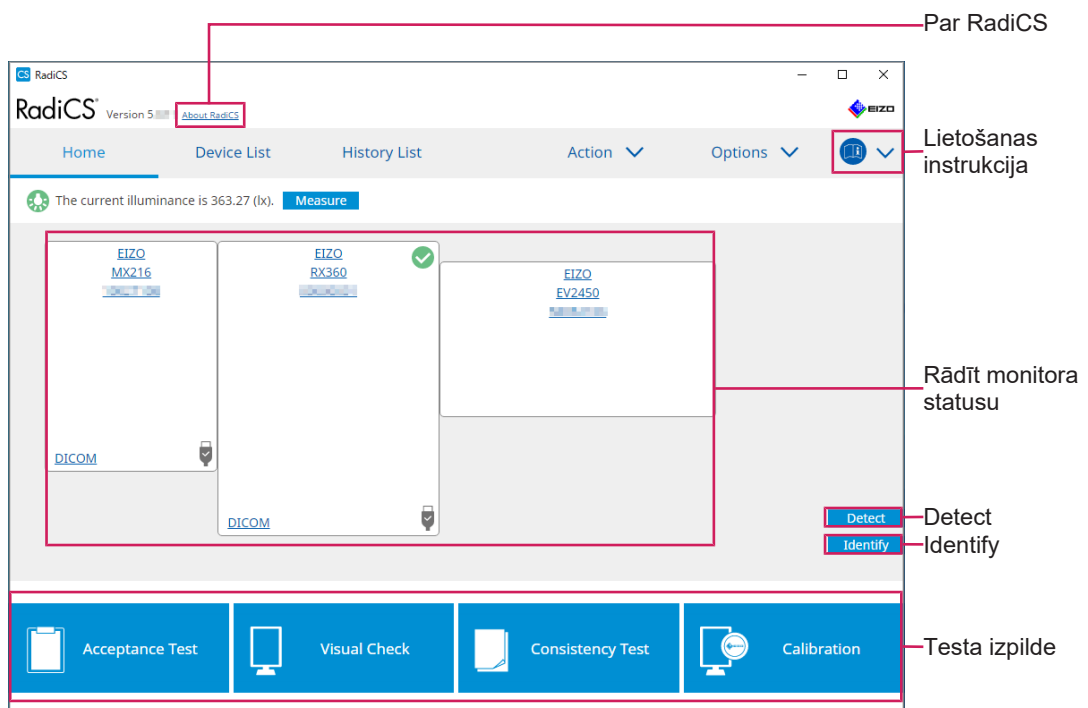 Par RadiCS
CS RadiCS
RadiCS Version 5. About RadiCS
EIZO
Home Device List History List Action Options
Lietošanas
instrukcija
The current illuminance is 363.27 (lx). Measure
EIZO
MX216
DICOM
EIZO
RX360
DICOM
EIZO
EV2450
Rādīt monitora
statusu
Detect
Detect
Identify
Identify
Acceptance Test Visual Check Consistency Test Calibration
Testa izpilde